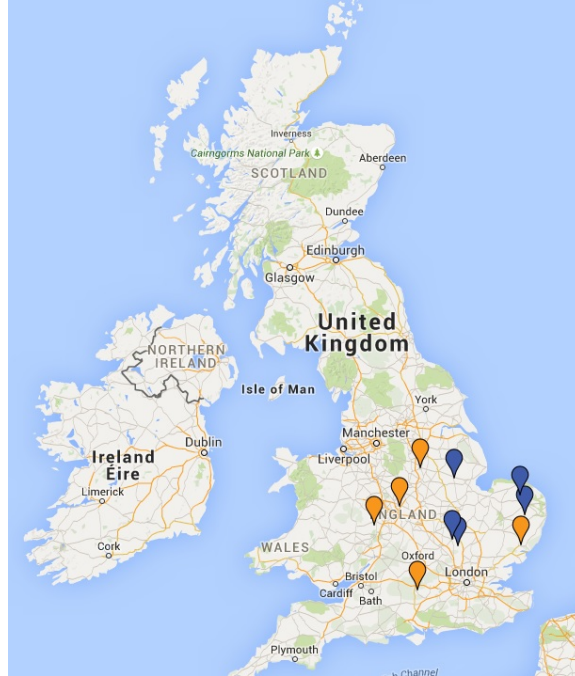 Inverness
Cairngorms National Park
Aberdeen
SCOTLAND
Dundee
Edinburgh
Glasgow
United
Kingdom
NORTHERN
IRELAND
Isle of Man
York
Manchester
Dublin
Ireland
Éire
Liverpool
Limerick
NGLAND
Cork
WALES
Oxford
London
Bristol
Cardiff
Bath
Plymouth
Channel